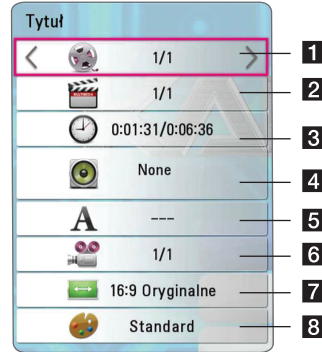 Tytuł
1/1 1
1/1 2
0:01:31/0:06:36 3
None 4
A --- 5
1/1 6
16:9 Oryginalne 7
Standard 8